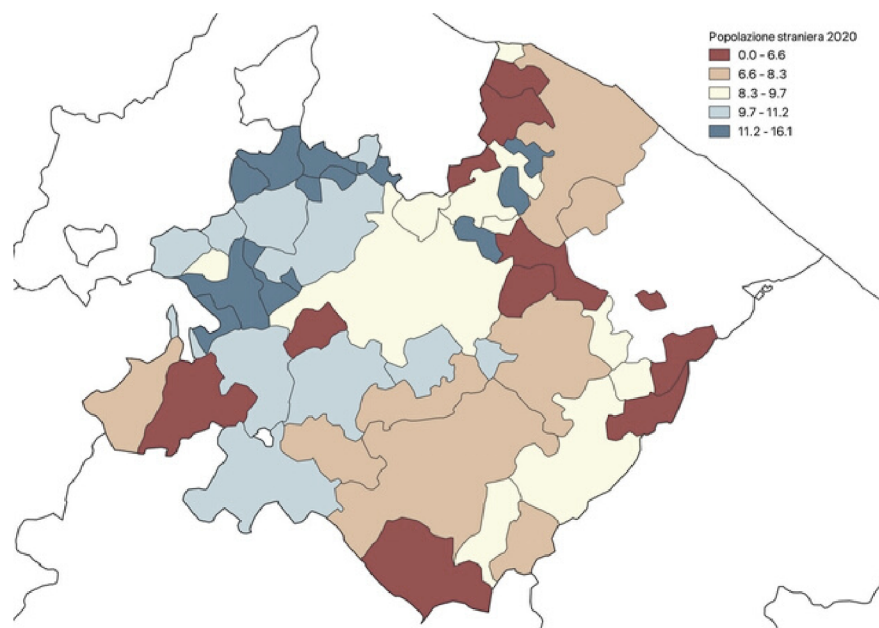 Popolazione straniera 2020
0.0 - 6.6
6.6 - 8.3
8.3 - 9.7
9.7 - 11.2
11.2 - 16.1